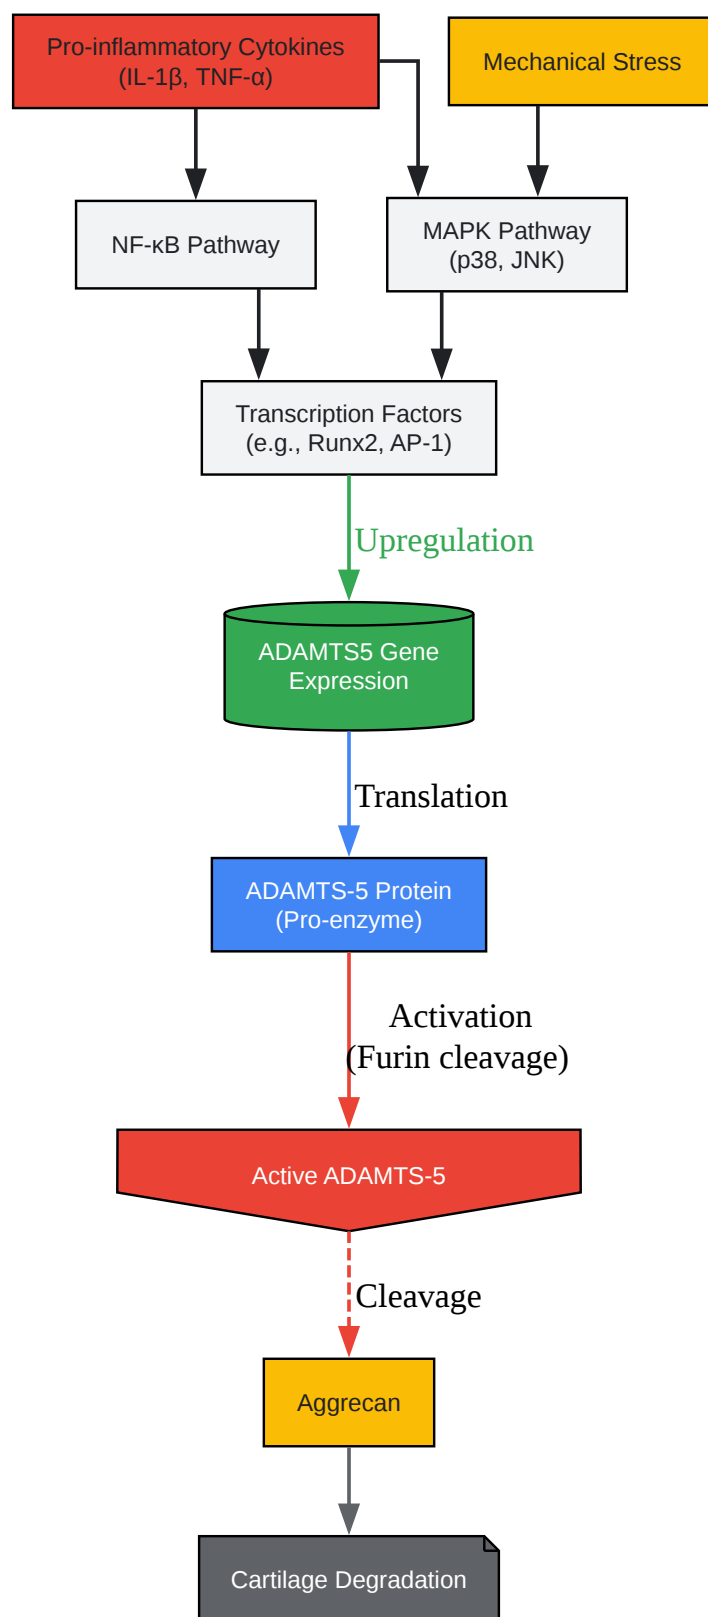 Pro-inflammatory Cytokines
(IL-1β, TNF-α)
Mechanical Stress
NF-κB Pathway
MAPK Pathway
(p38, JNK)
Transcription Factors
(e.g., Runx2, AP-1)
Upregulation
ADAMTS5 Gene
Expression
Translation
ADAMTS-5 Protein
(Pro-enzyme)
Activation
(Furin cleavage)
Active ADAMTS-5
Cleavage
Aggrecan
Cartilage Degradation